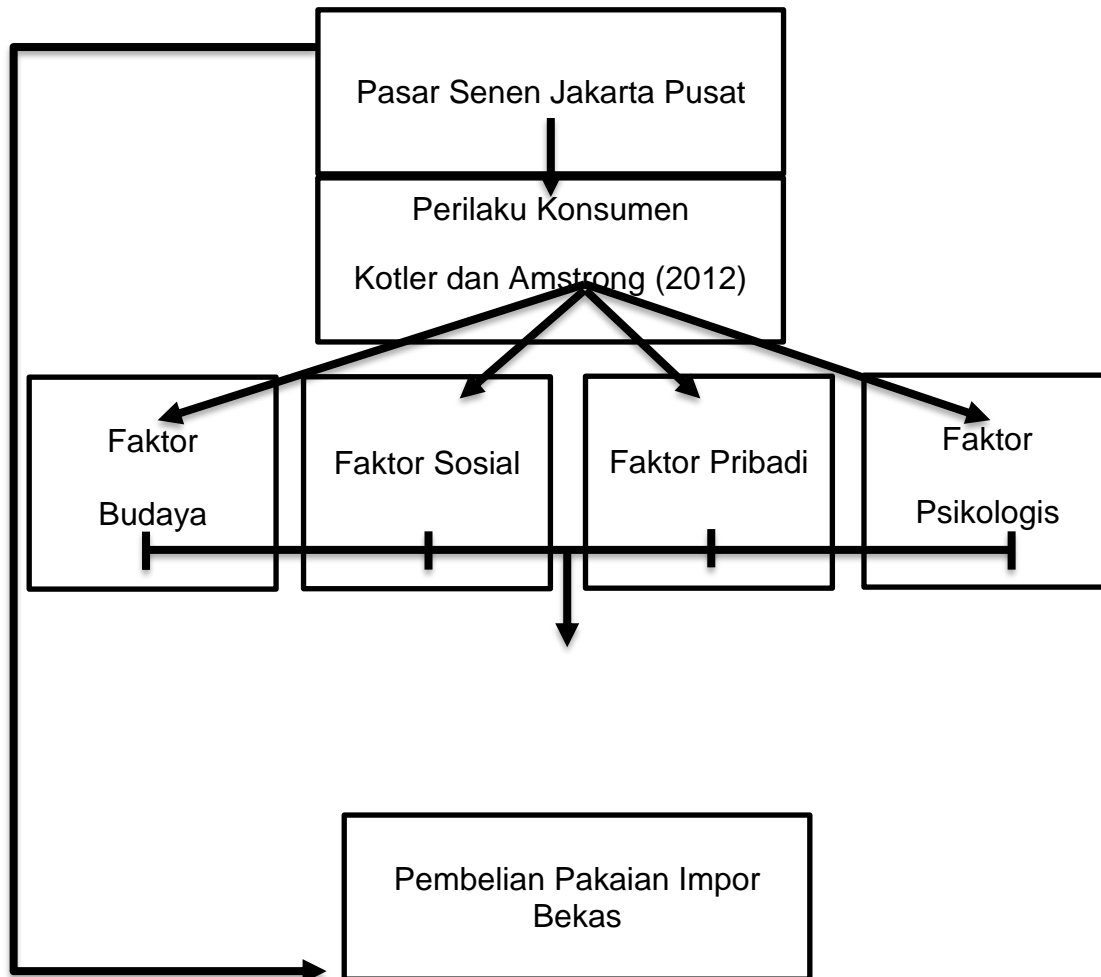 Pasar Senen Jakarta Pusat
Perilaku Konsumen
Kotler dan Amstrong (2012)
Faktor
Budaya
Faktor Sosial
Faktor Pribadi
Faktor
Psikologis
Pembelian Pakaian Impor
Bekas